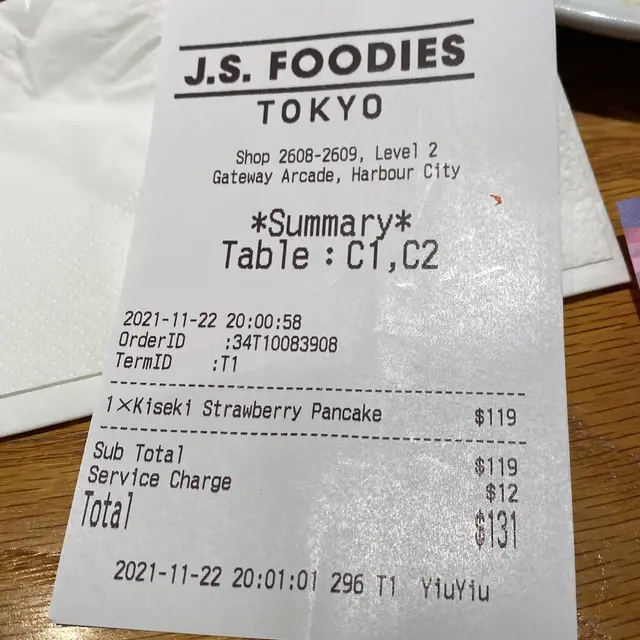 J.S. FOODIES
TOKYO
Shop 2608-2609, Level 2
Gateway Arcade, Harbour City
*Summary*
Table : C1,C2
2021-11-22 20:00:58
OrderID :34T10083908
TermID :T1
1×Kiseki Strawberry Pancake $119
Sub Total $119
Service Charge $12
Total $131
2021-11-22 20:01:01 296 T1 YiuYiu